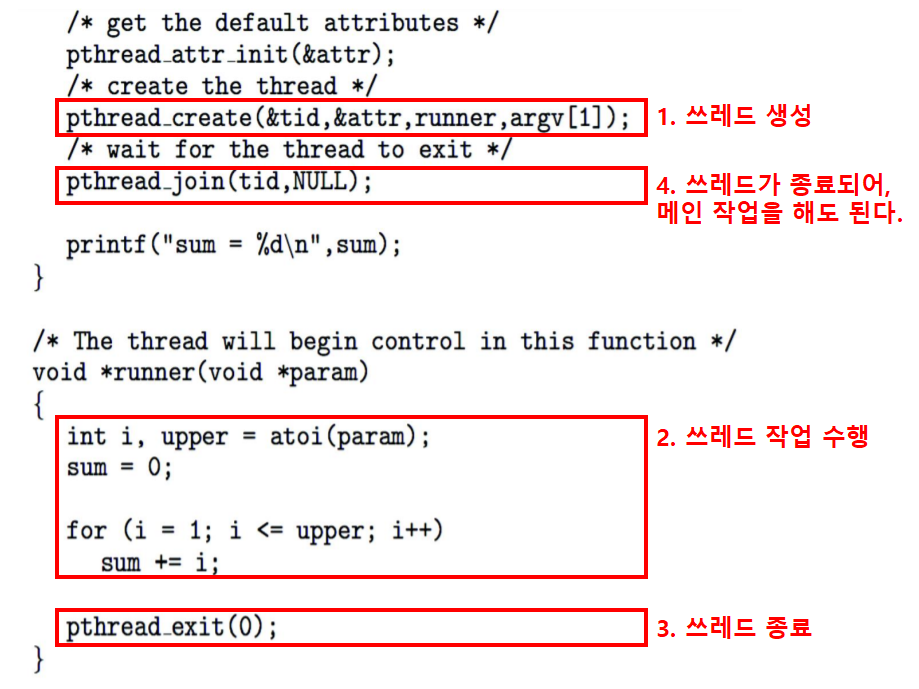 /* get the default attributes */
pthread_attr_init(&attr);
/* create the thread */
pthread_create(&tid,&attr,runner,argv[1]);
1. 쓰레드 생성
/* wait for the thread to exit */
pthread_join(tid,NULL);
4. 쓰레드가 종료되어,
메인 작업을 해도 된다.
printf("sum = %d\n",sum);
}
/* The thread will begin control in this function */
void *runner(void *param)
{
int i, upper = atoi(param);
2. 쓰레드 작업 수행
sum = 0;
for (i = 1; i <= upper; i++)
sum += i;
pthread_exit(0);
3. 쓰레드 종료
}